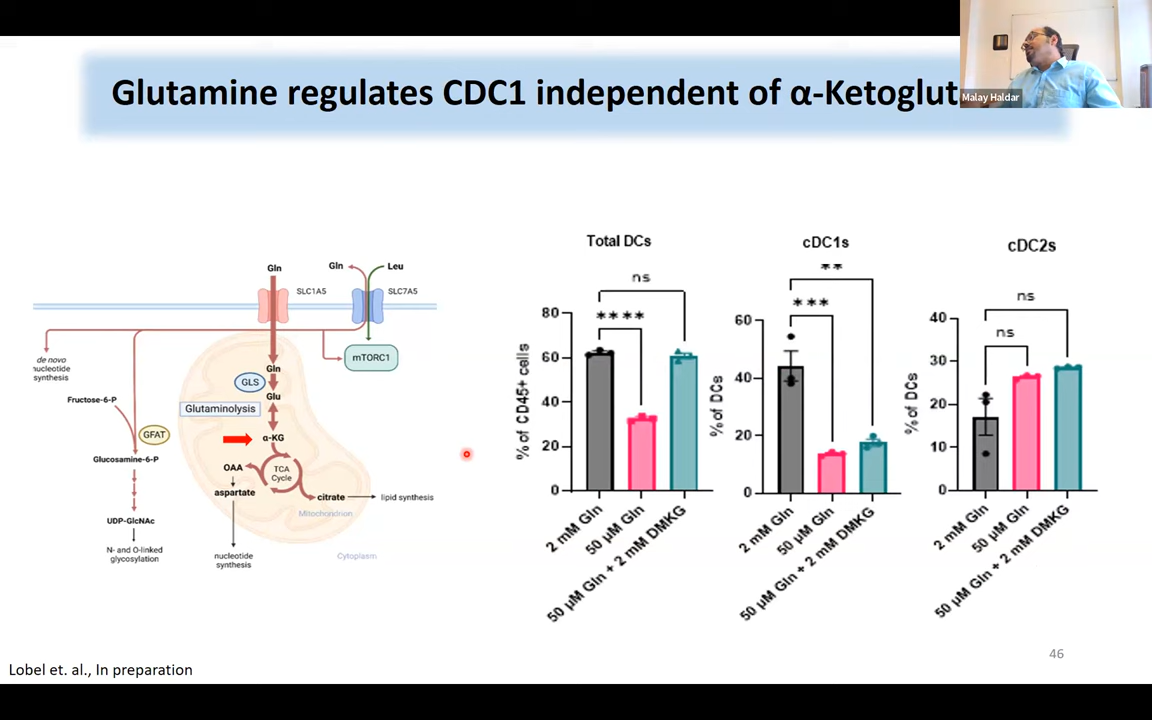 Glutamine regulates CDC1 independent of α-Ketoglut
Malay Haldar
Gln
Gln
Leu
SLC1A5
SLC7A5
de novo
nucleotide
synthesis
mTORC1
Gln
GLS
Glu
Fructose-6-P
Glutaminolysis
GFAT
α-KG
Glucosamine-6-P
OAA
TCA
Cycle
aspartate
citrate
lipid synthesis
Mitochondrion
UDP-GlcNAc
N- and O-linked
glycosylation
nucleotide
synthesis
Cytoplasm
Total DCs
ns
****
% of CD45+ cells
80
60
40
20
0
2 mM Gln
50 µM Gln
50 µM Gln + 2 mM DMKG
cDC1s
**
***
% of DCs
60
40
20
0
2 mM Gln
50 µM Gln
50 µM Gln + 2 mM DMKG
cDC2s
ns
ns
% of DCs
40
30
20
10
0
2 mM Gln
50 µM Gln
50 µM Gln + 2 mM DMKG
46
Lobel et. al., In preparation